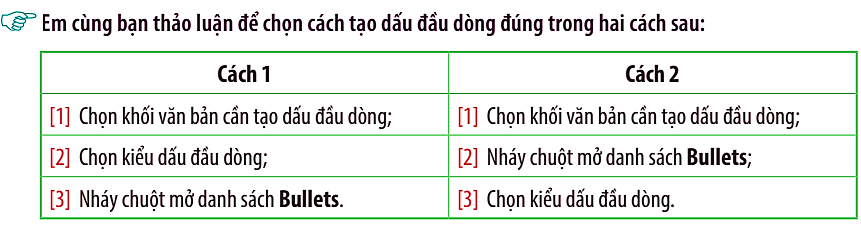 Em cùng bạn thảo luận để chọn cách tạo dấu đầu dòng đúng trong hai cách sau:
Cách 1
Cách 2
[1] Chọn khối văn bản cần tạo dấu đầu dòng;
[1] Chọn khối văn bản cần tạo dấu đầu dòng;
[2] Chọn kiểu dấu đầu dòng;
[2] Nháy chuột mở danh sách Bullets;
[3] Nháy chuột mở danh sách Bullets.
[3] Chọn kiểu dấu đầu dòng.